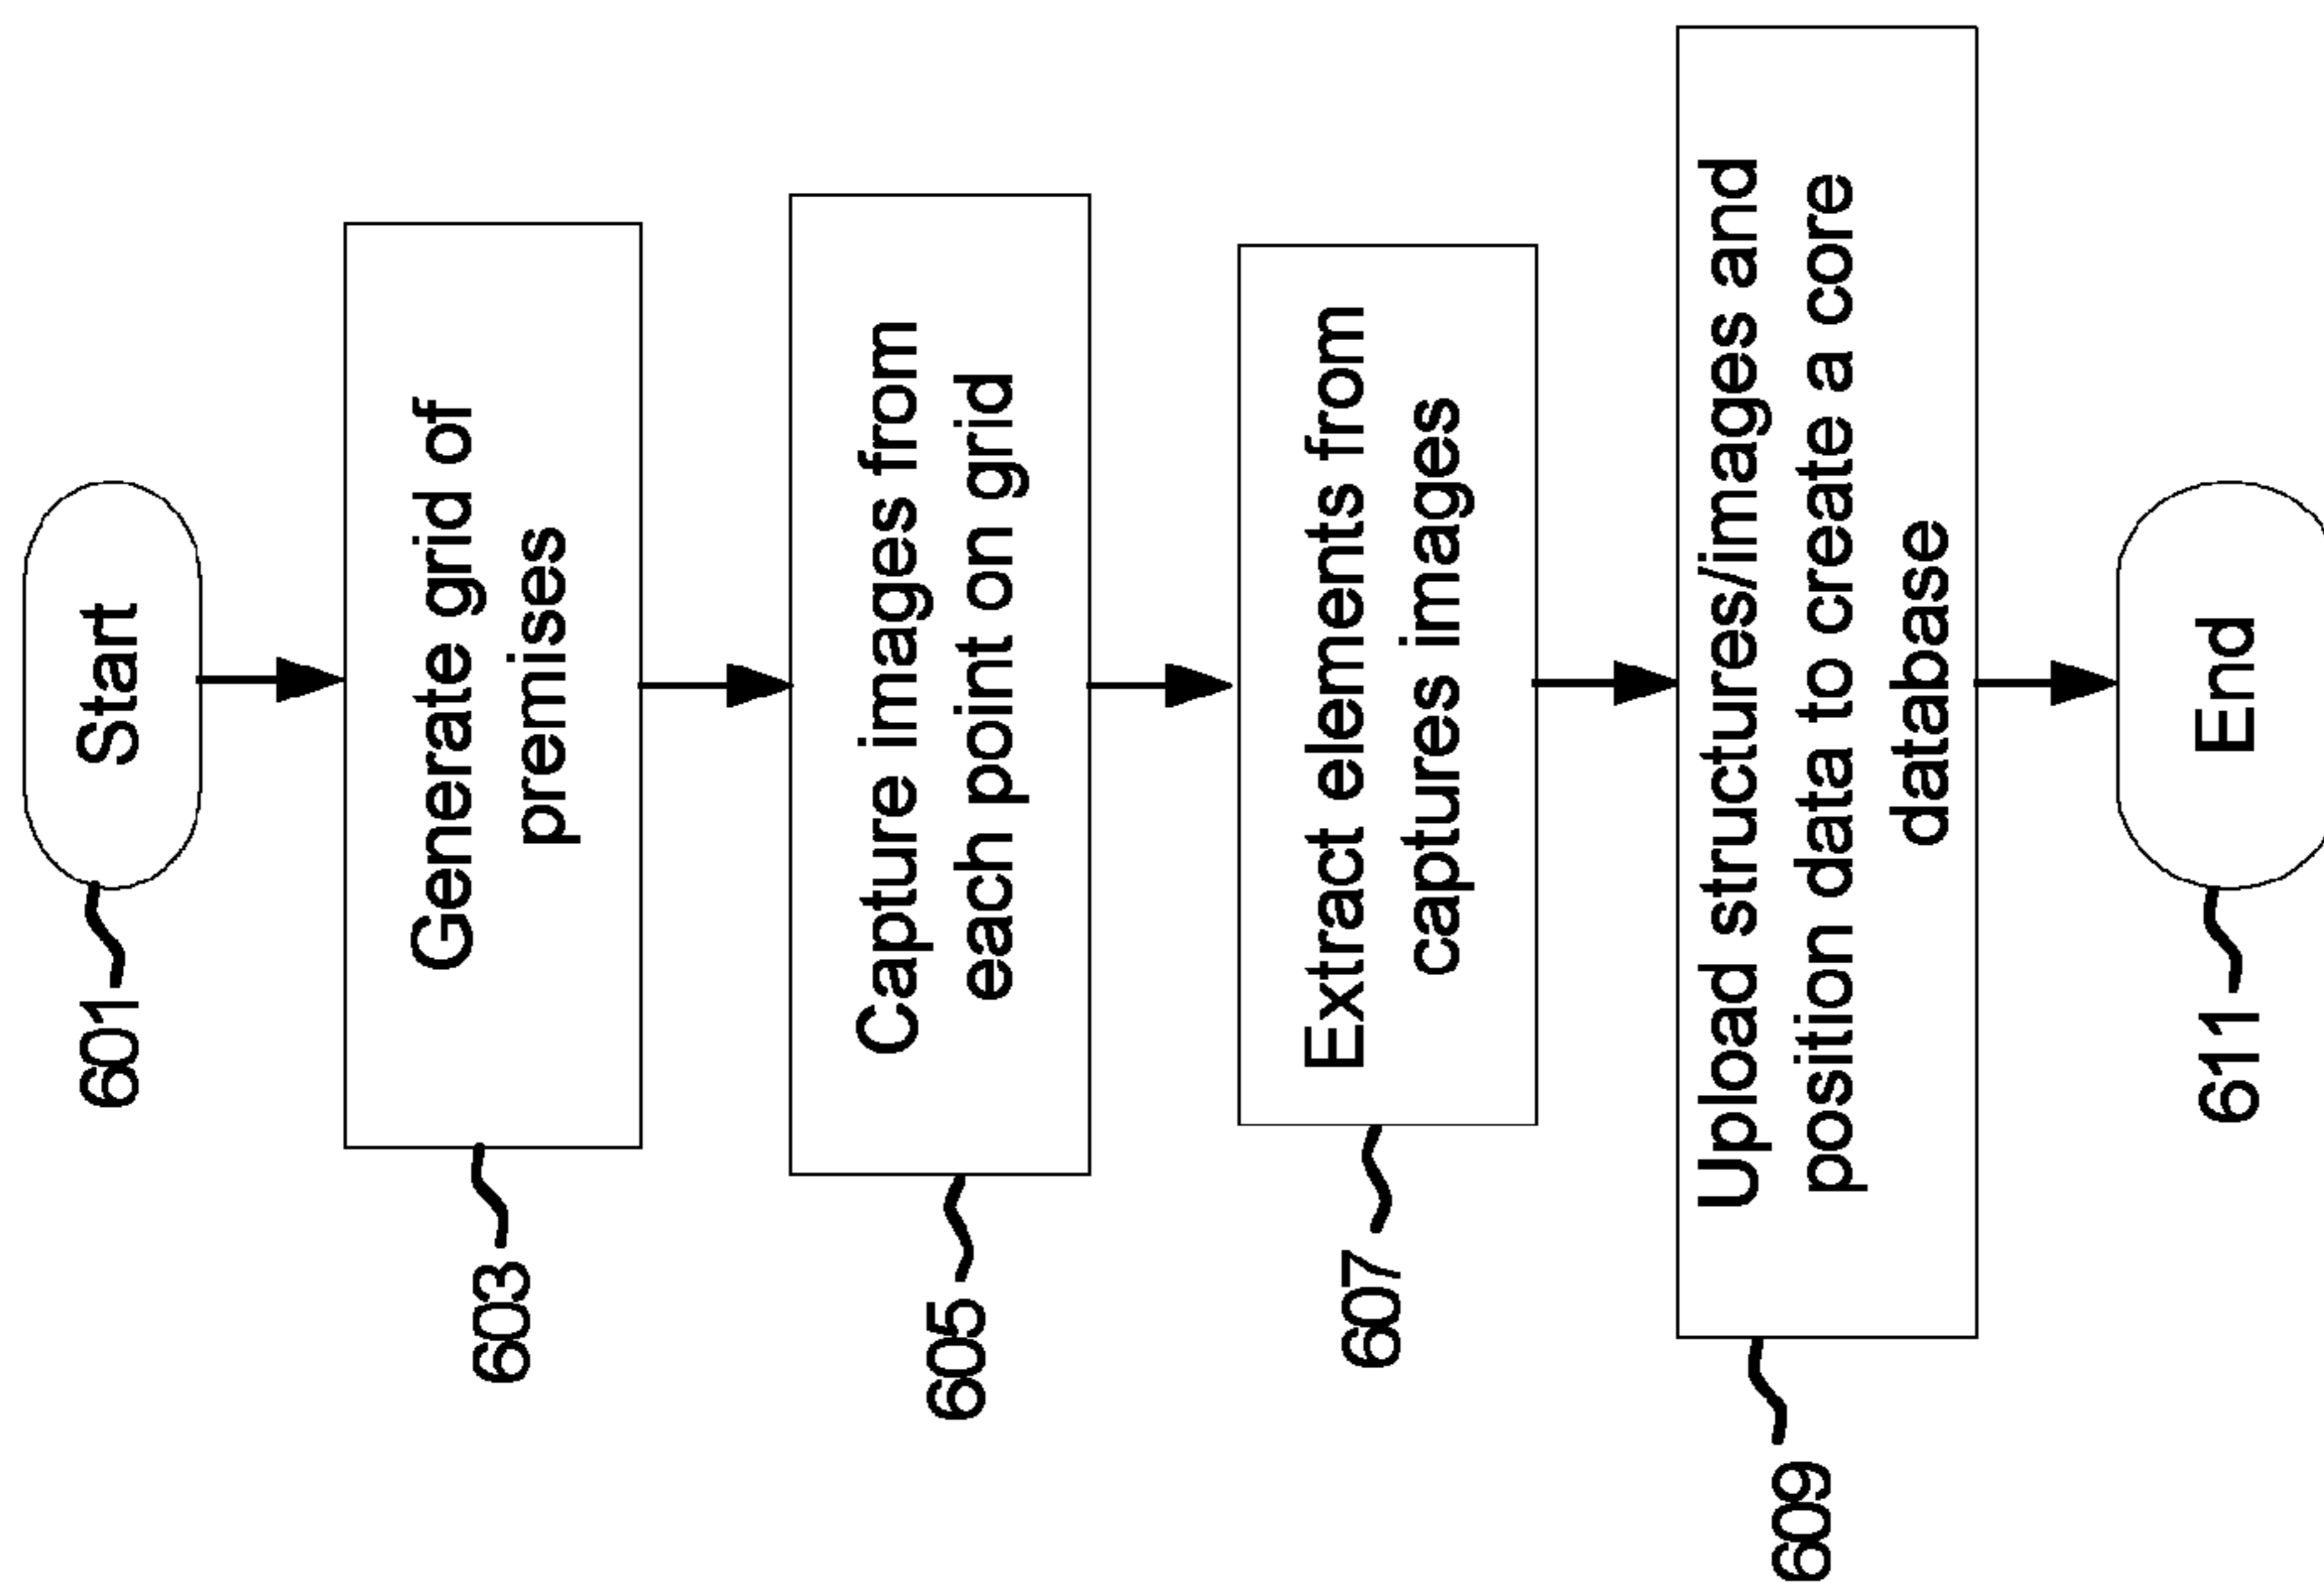 601
Start
603
Generate grid of
premises
605
Capture images from
each point on grid
607
Extract elements from
captures images
609
Upload structures/images and
position data to create a core
database
611
End